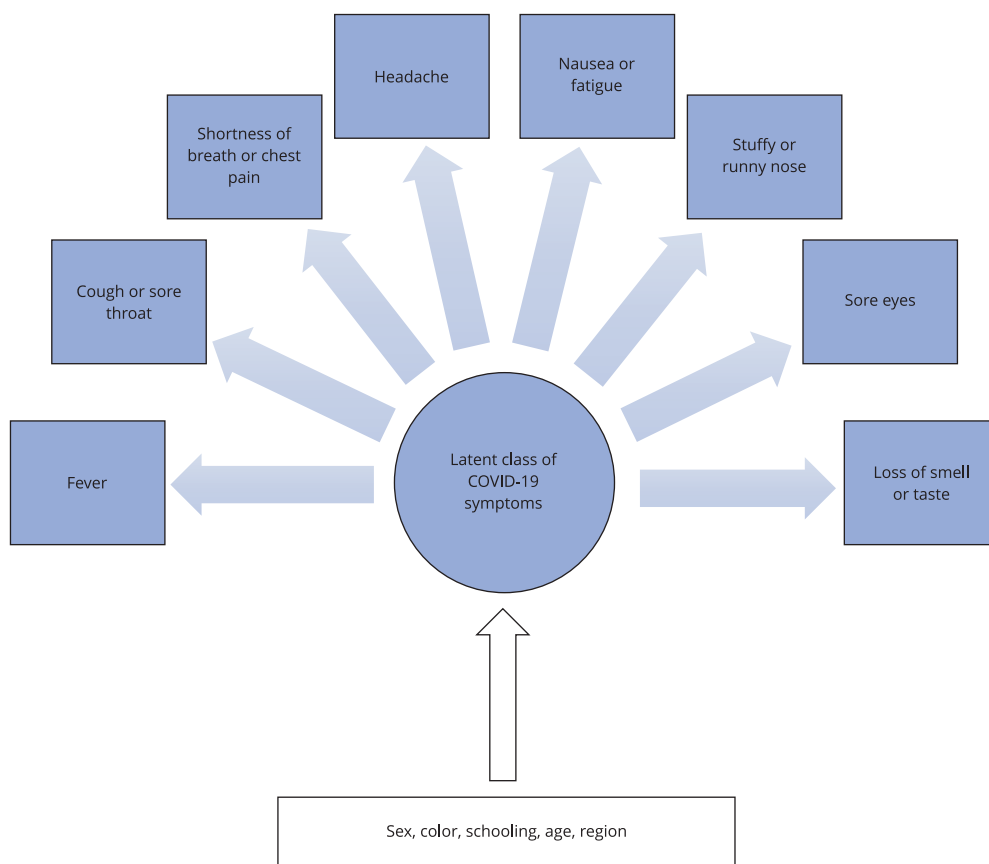 Headache
Nausea or
fatigue
Shortness of
breath or chest
pain
Stuffy or
runny nose
Cough or sore
throat
Sore eyes
Fever
Latent class of
COVID-19
symptoms
Loss of smell
or taste
Sex, color, schooling, age, region